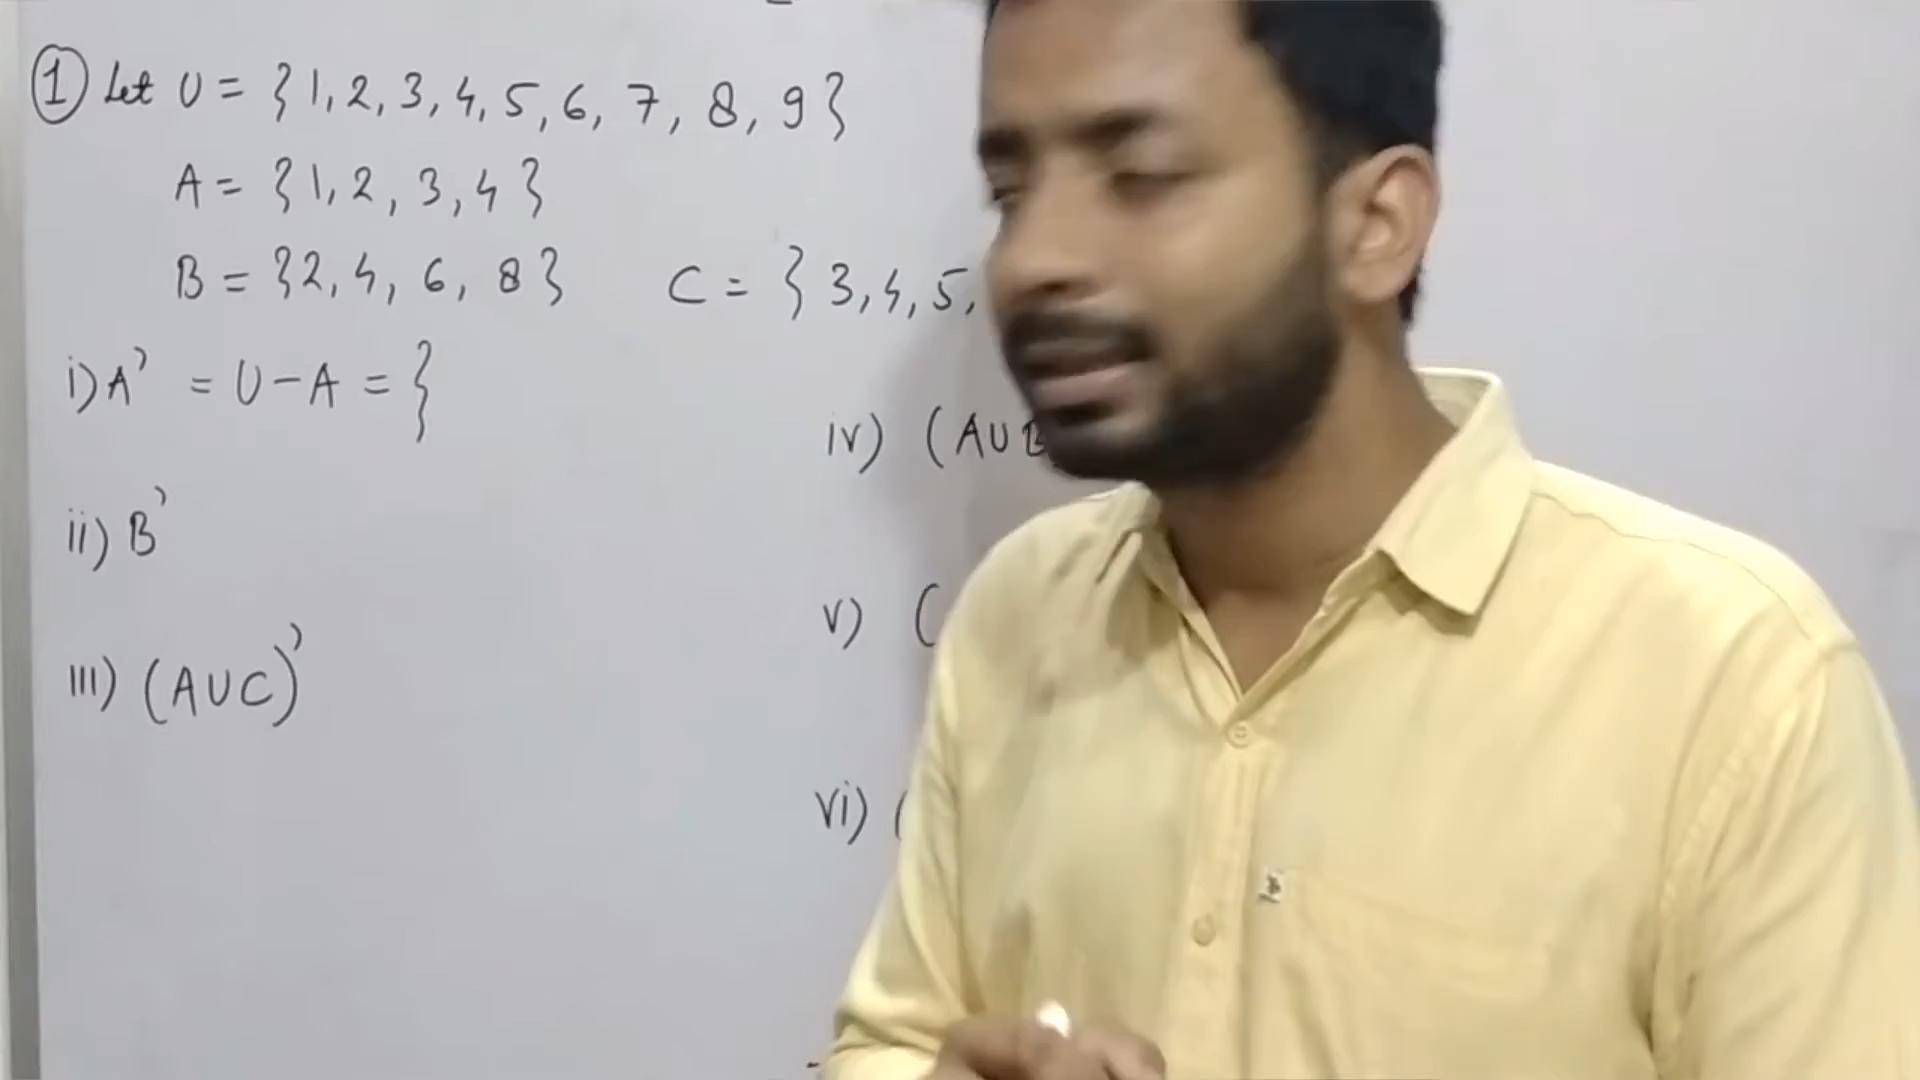 ① Let U = {1, 2, 3, 4, 5, 6, 7, 8, 9}
A = {1, 2, 3, 4}
B = {2, 4, 6, 8} C = {3, 4, 5,
i) A' = U - A = {
iv) (A∪B
ii) B'
v) (
iii) (A∪C)'
vi) (